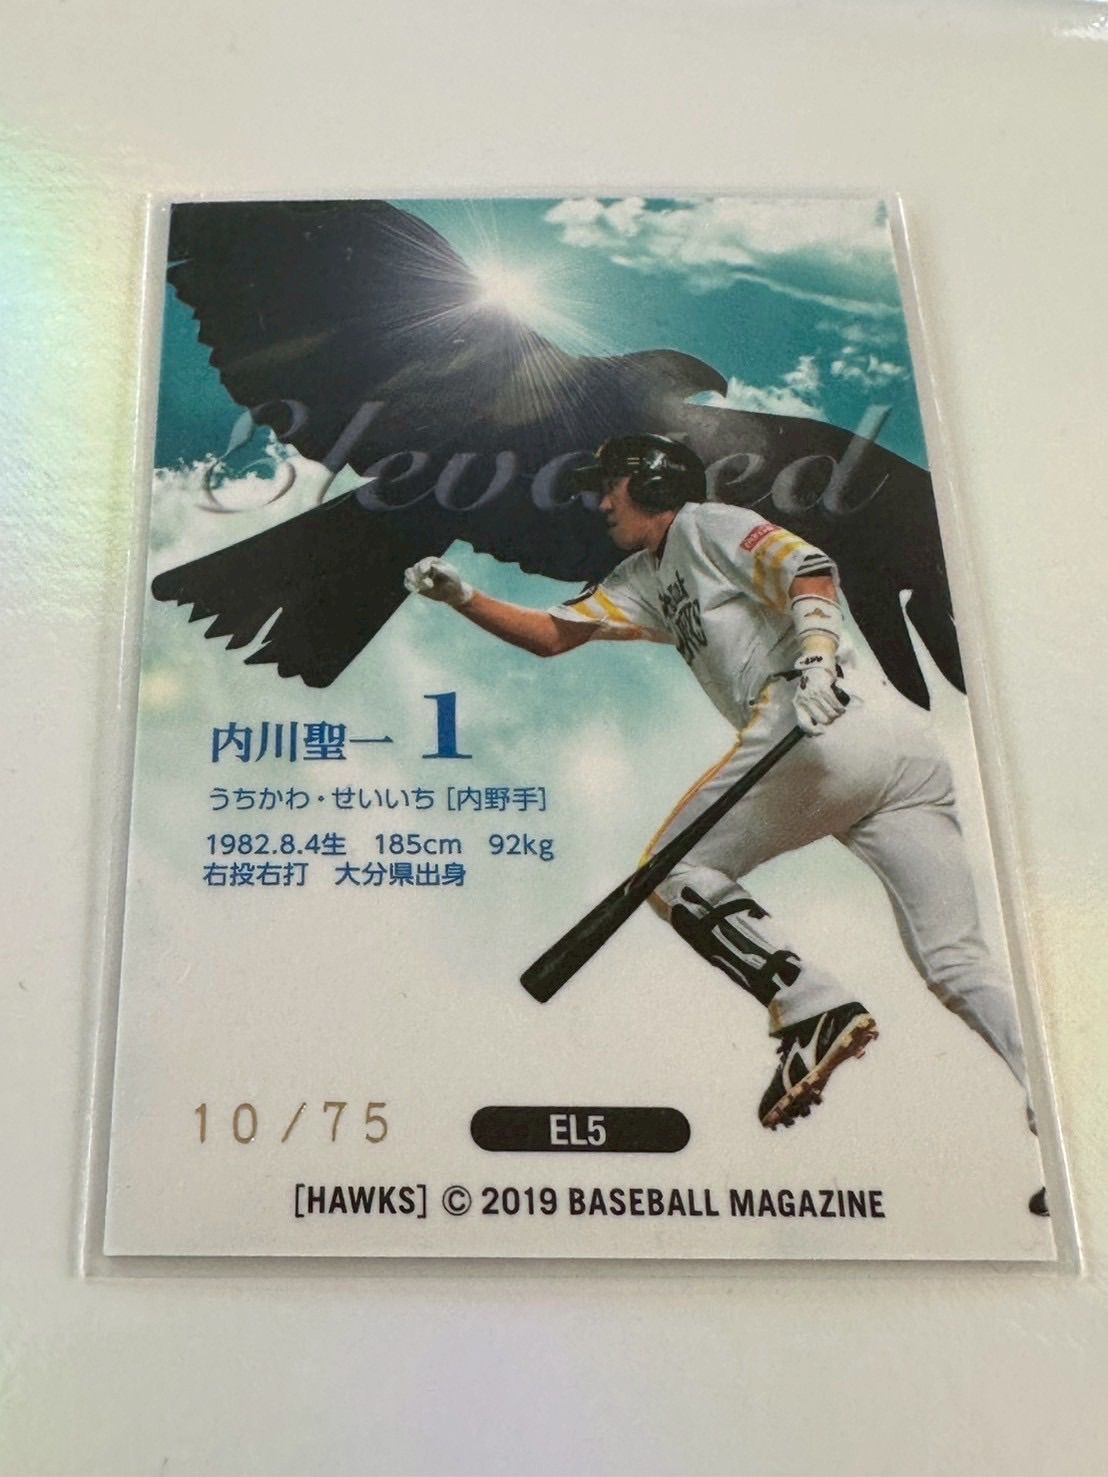 Elevated
内川聖一 1
うちかわ・せいいち [内野手]
1982.8.4生 185cm 92kg
右投右打 大分県出身
10/75
EL5
[HAWKS] © 2019 BASEBALL MAGAZINE